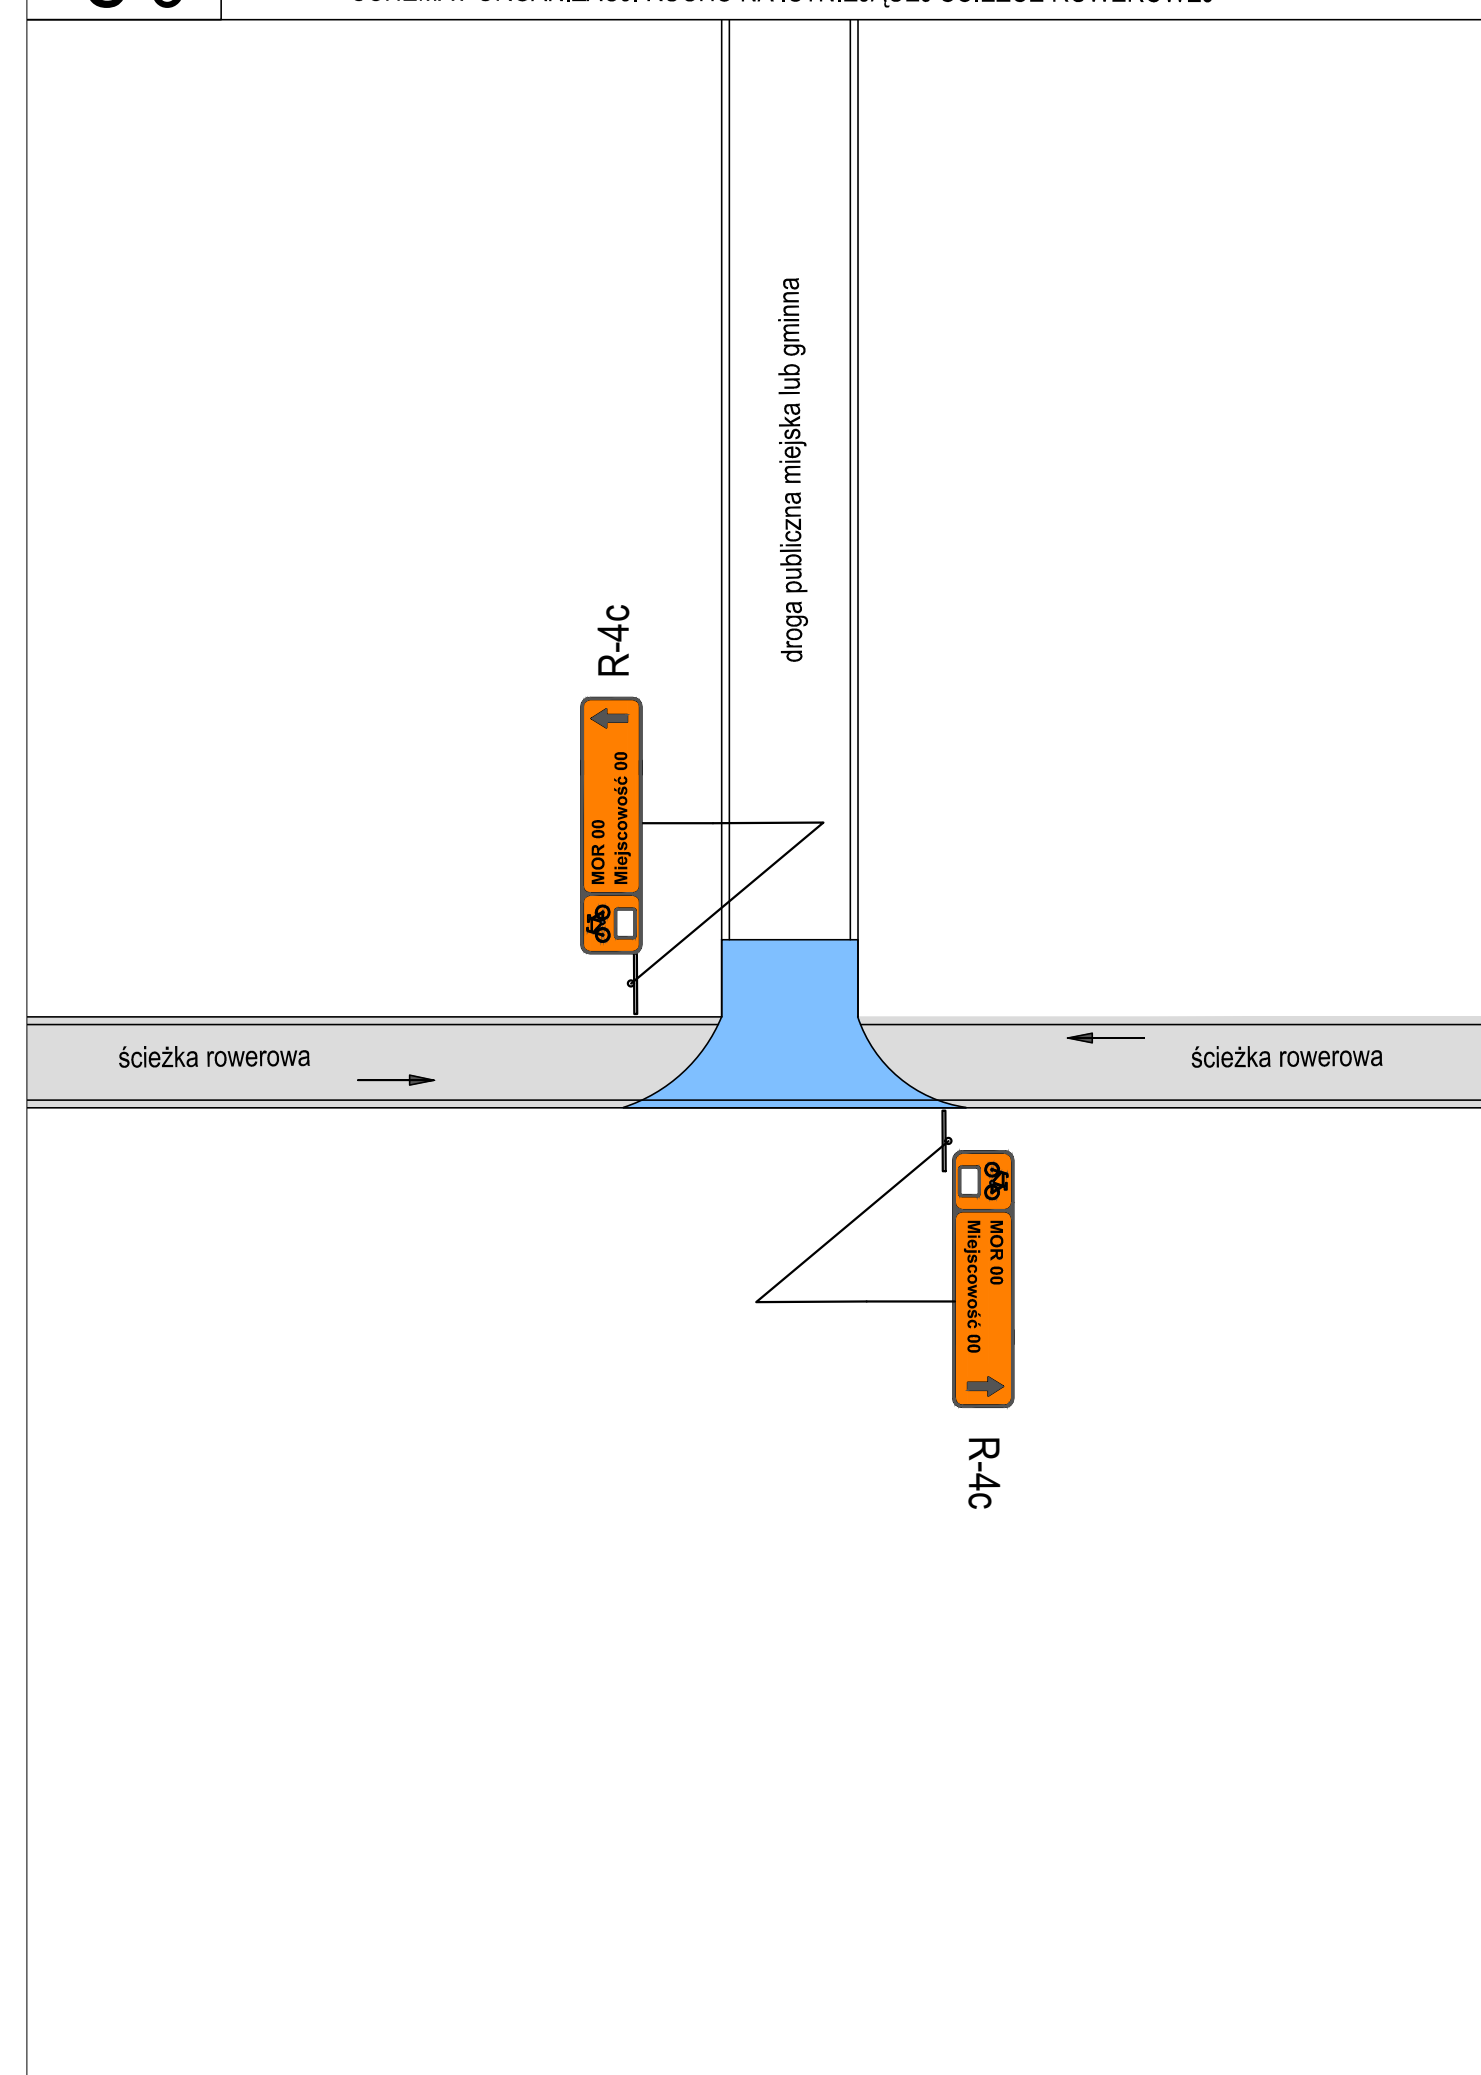 droga publiczna miejska lub gminna
R-4c
MOR 00
Miejscowość 00
ścieżka rowerowa
ścieżka rowerowa
MOR 00
Miejscowość 00
R-4c